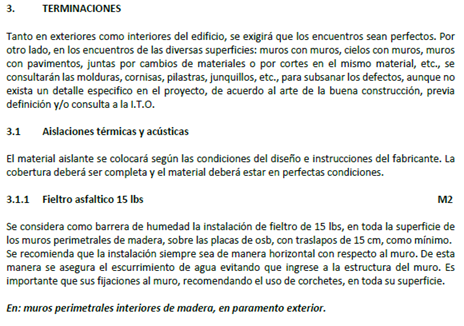 3. TERMINACIONES
Tanto en exteriores como interiores del edificio, se exigirá que los encuentros sean perfectos. Por
otro lado, en los encuentros de las diversas superficies: muros con muros, cielos con muros, muros
con pavimentos, juntas por cambios de materiales o por cortes en el mismo material, etc., se
consultarán las molduras, cornisas, pilastras, junquillos, etc., para subsanar los defectos, aunque no
exista un detalle especifico en el proyecto, de acuerdo al arte de la buena construcción, previa
definición y/o consulta a la I.T.O.
3.1 Aislaciones térmicas y acústicas
El material aislante se colocará según las condiciones del diseño e instrucciones del fabricante. La
cobertura deberá ser completa y el material deberá estar en perfectas condiciones.
3.1.1 Fieltro asfaltico 15 lbs M2
Se considera como barrera de humedad la instalación de fieltro de 15 lbs, en toda la superficie de
los muros perimetrales de madera, sobre las placas de osb, con traslapos de 15 cm, como mínimo.
Se recomienda que la instalación siempre sea de manera horizontal con respecto al muro. De esta
manera se asegura el escurrimiento de agua evitando que ingrese a la estructura del muro. Es
importante que sus fijaciones al muro, recomendando el uso de corchetes, en toda su superficie.
En: muros perimetrales interiores de madera, en paramento exterior.